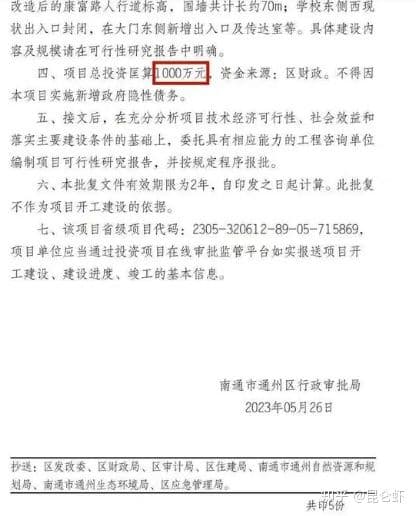 改造后的康富路人行道标高，围墙共计长约70m；学校东侧西现
状出入口封闭，在大门东侧新增出入口及传达室等。具体建设内
容及规模请在可行性研究报告中明确。
四、项目总投资匡算1000万元，资金来源：区财政。不得因
本项目实施新增政府隐性债务。
五、接文后，在充分分析项目技术经济可行性、社会效益和
落实主要建设条件的基础上，委托具有相应能力的工程咨询单位
编制项目可行性研究报告，并按规定程序报批。
六、本批复文件有效期限为2年，自印发之日起计算。此批复
不作为项目开工建设的依据。
七、该项目省级项目代码：2305-320612-89-05-715869，
项目单位应当通过投资项目在线审批监管平台如实报送项目开
工建设、建设进度、竣工的基本信息。
南通市通州区行政审批局
2023年05月26日
抄送：区发改委、区财政局、区审计局、区住建局、南通市通州自然资源和规
划局、南通市通州生态环境局、区应急管理局。
共印5份
知乎 @昆仑虾